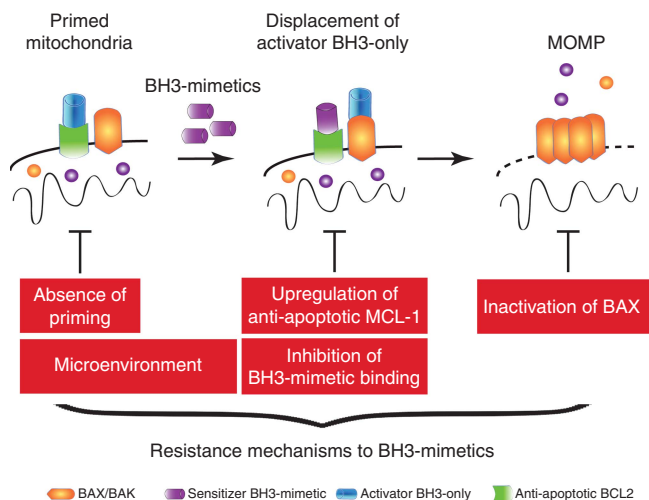 Primed
mitochondria
Displacement of
activator BH3-only
MOMP
BH3-mimetics
Absence of
priming
Upregulation of
anti-apoptotic MCL-1
Inactivation of BAX
Microenvironment
Inhibition of
BH3-mimetic binding
Resistance mechanisms to BH3-mimetics
BAX/BAK
Sensitizer BH3-mimetic
Activator BH3-only
Anti-apoptotic BCL2